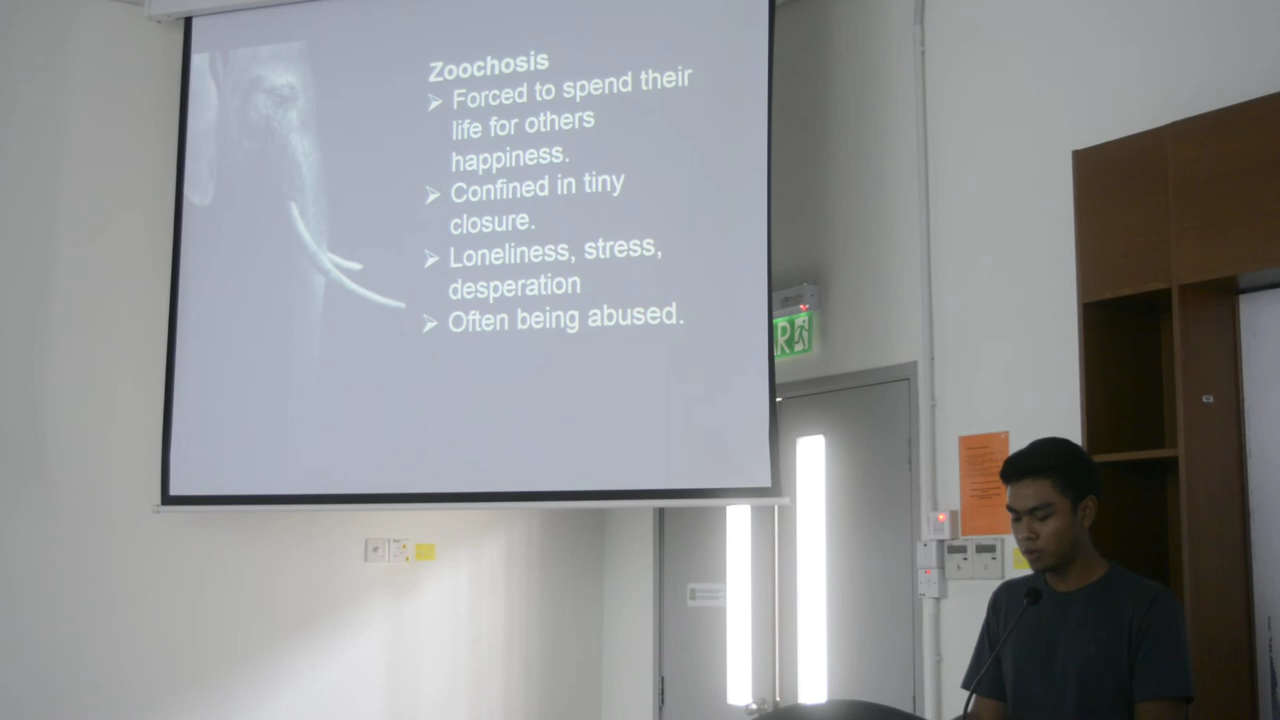 Zoochosis
➢ Forced to spend their
life for others
happiness.
➢ Confined in tiny
closure.
➢ Loneliness, stress,
desperation
➢ Often being abused.